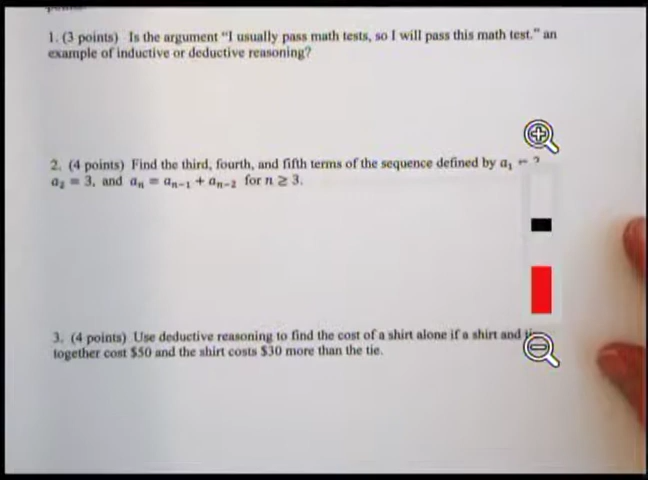 1. (3 points) Is the argument "I usually pass math tests, so I will pass this math test." an
example of inductive or deductive reasoning?
2. (4 points) Find the third, fourth, and fifth terms of the sequence defined by a₁ =
a₂ = 3, and aₙ = aₙ₋₁ + aₙ₋₂ for n ≥ 3.
3. (4 points) Use deductive reasoning to find the cost of a shirt alone if a shirt and
together cost $50 and the shirt costs $30 more than the tie.